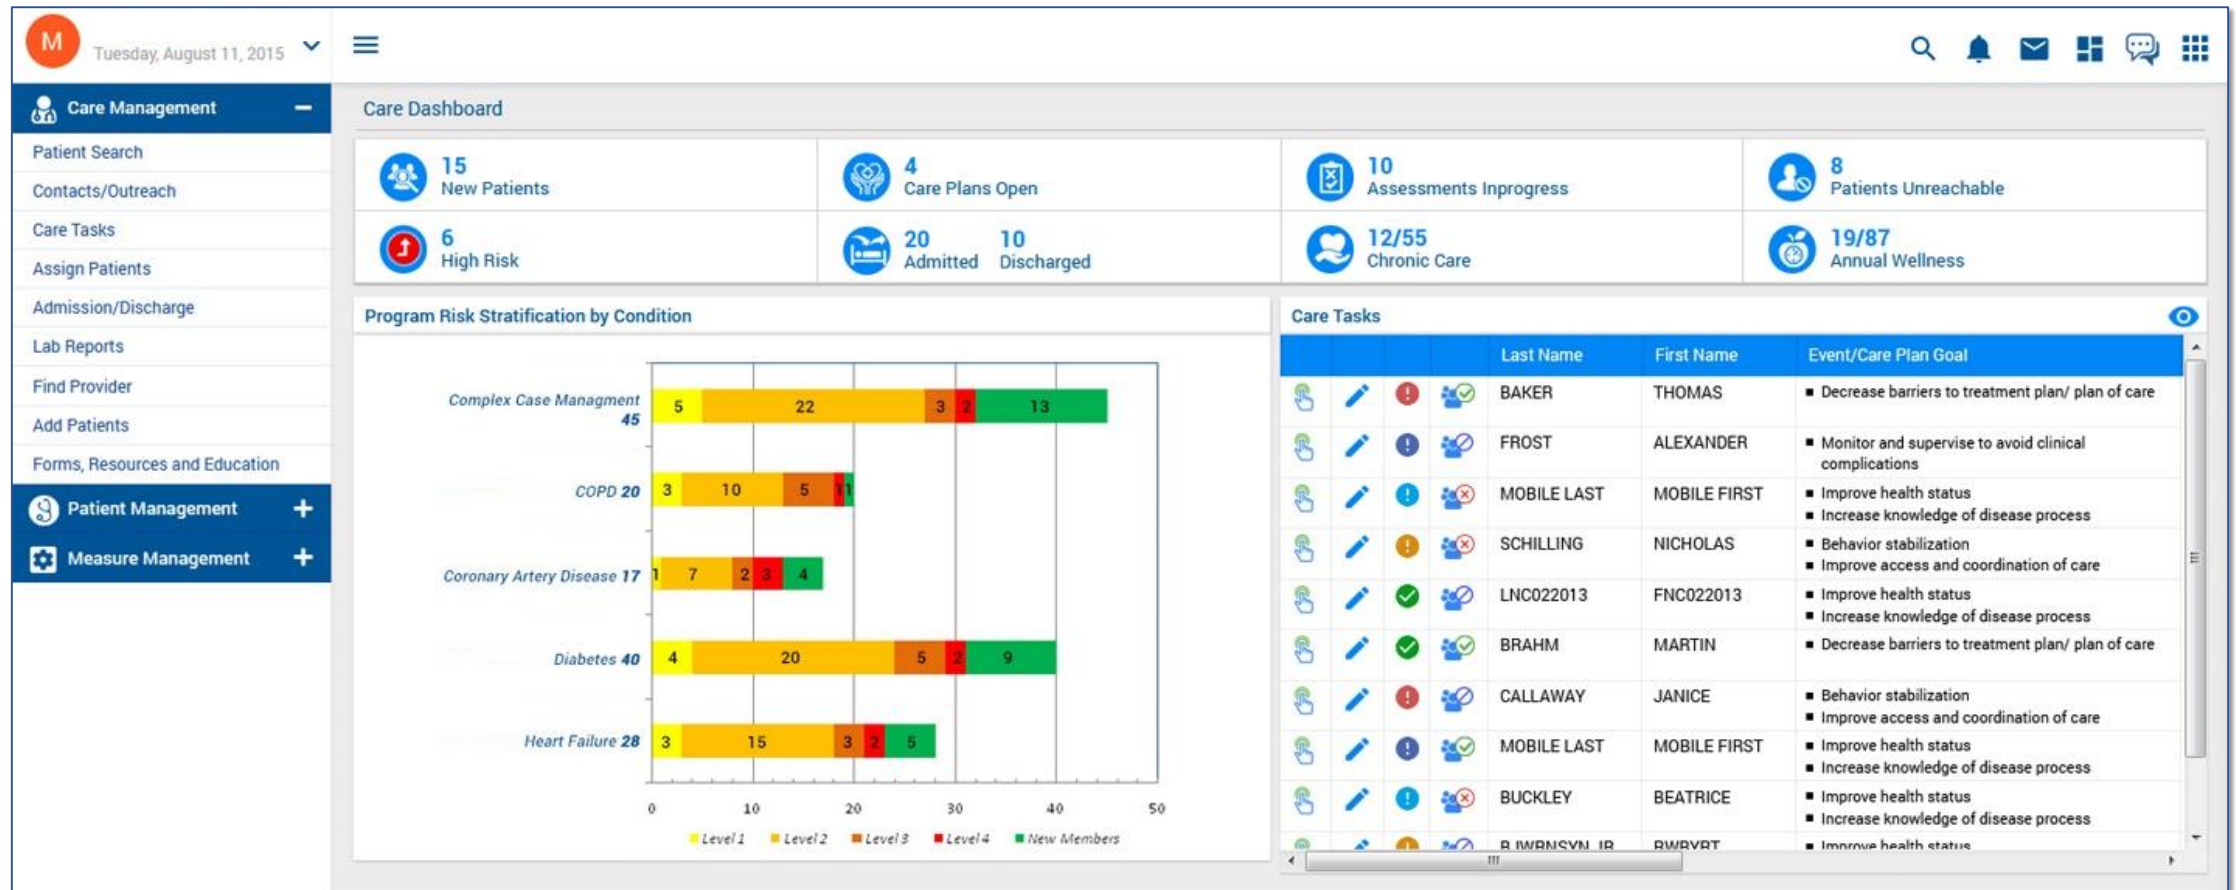 M
Tuesday, August 11, 2015
Care Management
Patient Search
Contacts/Outreach
Care Tasks
Assign Patients
Admission/Discharge
Lab Reports
Find Provider
Add Patients
Forms, Resources and Education
Patient Management
Measure Management
Care Dashboard
15
New Patients
4
Care Plans Open
10
Assessments Inprogress
8
Patients Unreachable
6
High Risk
20 10
Admitted Discharged
12/55
Chronic Care
19/87
Annual Wellness
Program Risk Stratification by Condition
Complex Case Managment
45
5 22 3 2 13
COPD 20 3 10 5 1 1
Coronary Artery Disease 17 1 7 2 3 4
Diabetes 40 4 20 5 2 9
Heart Failure 28 3 15 3 2 5
0 10 20 30 40 50
Level 1 Level 2 Level 3 Level 4 New Members
Care Tasks
Last Name First Name Event/Care Plan Goal
BAKER THOMAS ▪ Decrease barriers to treatment plan/ plan of care
FROST ALEXANDER ▪ Monitor and supervise to avoid clinical
complications
MOBILE LAST MOBILE FIRST ▪ Improve health status
▪ Increase knowledge of disease process
SCHILLING NICHOLAS ▪ Behavior stabilization
▪ Improve access and coordination of care
LNC022013 FNC022013 ▪ Improve health status
▪ Increase knowledge of disease process
BRAHM MARTIN ▪ Decrease barriers to treatment plan/ plan of care
CALLAWAY JANICE ▪ Behavior stabilization
▪ Improve access and coordination of care
MOBILE LAST MOBILE FIRST ▪ Improve health status
▪ Increase knowledge of disease process
BUCKLEY BEATRICE ▪ Improve health status
▪ Increase knowledge of disease process
▪ Improve health status